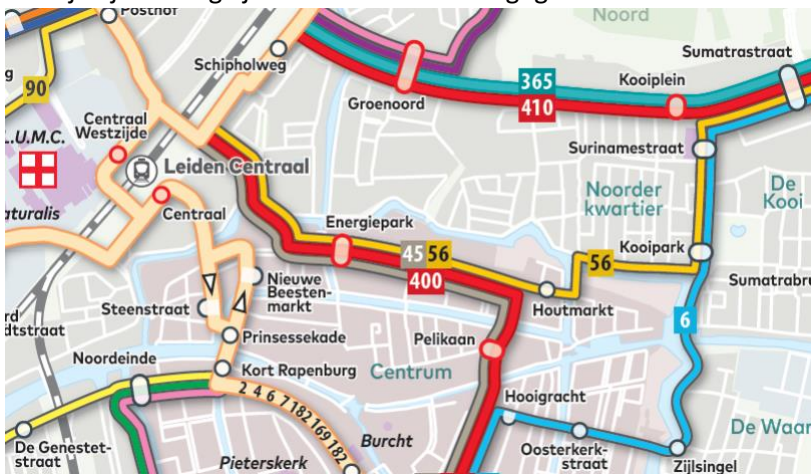 Posthof
Noord
Schipholweg
Sumatrastraat
365
Kooiplein
90
Groenoord
410
Centraal
Westzijde
L.U.M.C.
Surinamestraat
Leiden Centraal
Noorder
kwartier
De
Kooi
aturalis
Centraal
Energiepark
45 56
400
56
Kooipark
Nieuwe
Beesten-
markt
Houtmarkt
Sumatrabru
Steenstraat
rd
dtstraat
6
Prinsessekade
Pelikaan
Noordeinde
Kort Rapenburg
Centrum
2 4 6 7 182 169 182
Hooigracht
De Waar
De Genestet-
straat
Burcht
Oosterkerk-
straat
Pieterskerk
Zijlsingel